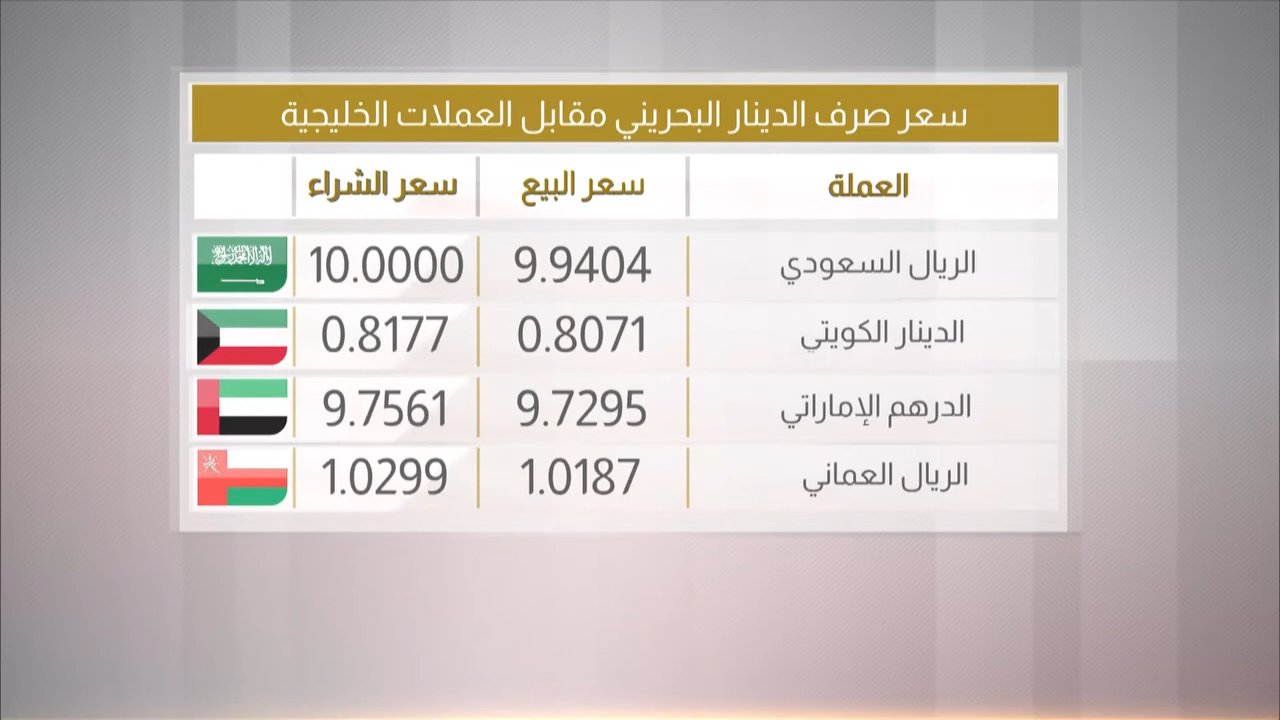 سعر صرف الدينار البحريني مقابل العملات الخليجية
العملة سعر البيع سعر الشراء
الريال السعودي 9.9404 10.0000
الدينار الكويتي 0.8071 0.8177
الدرهم الإماراتي 9.7295 9.7561
الريال العماني 1.0187 1.0299